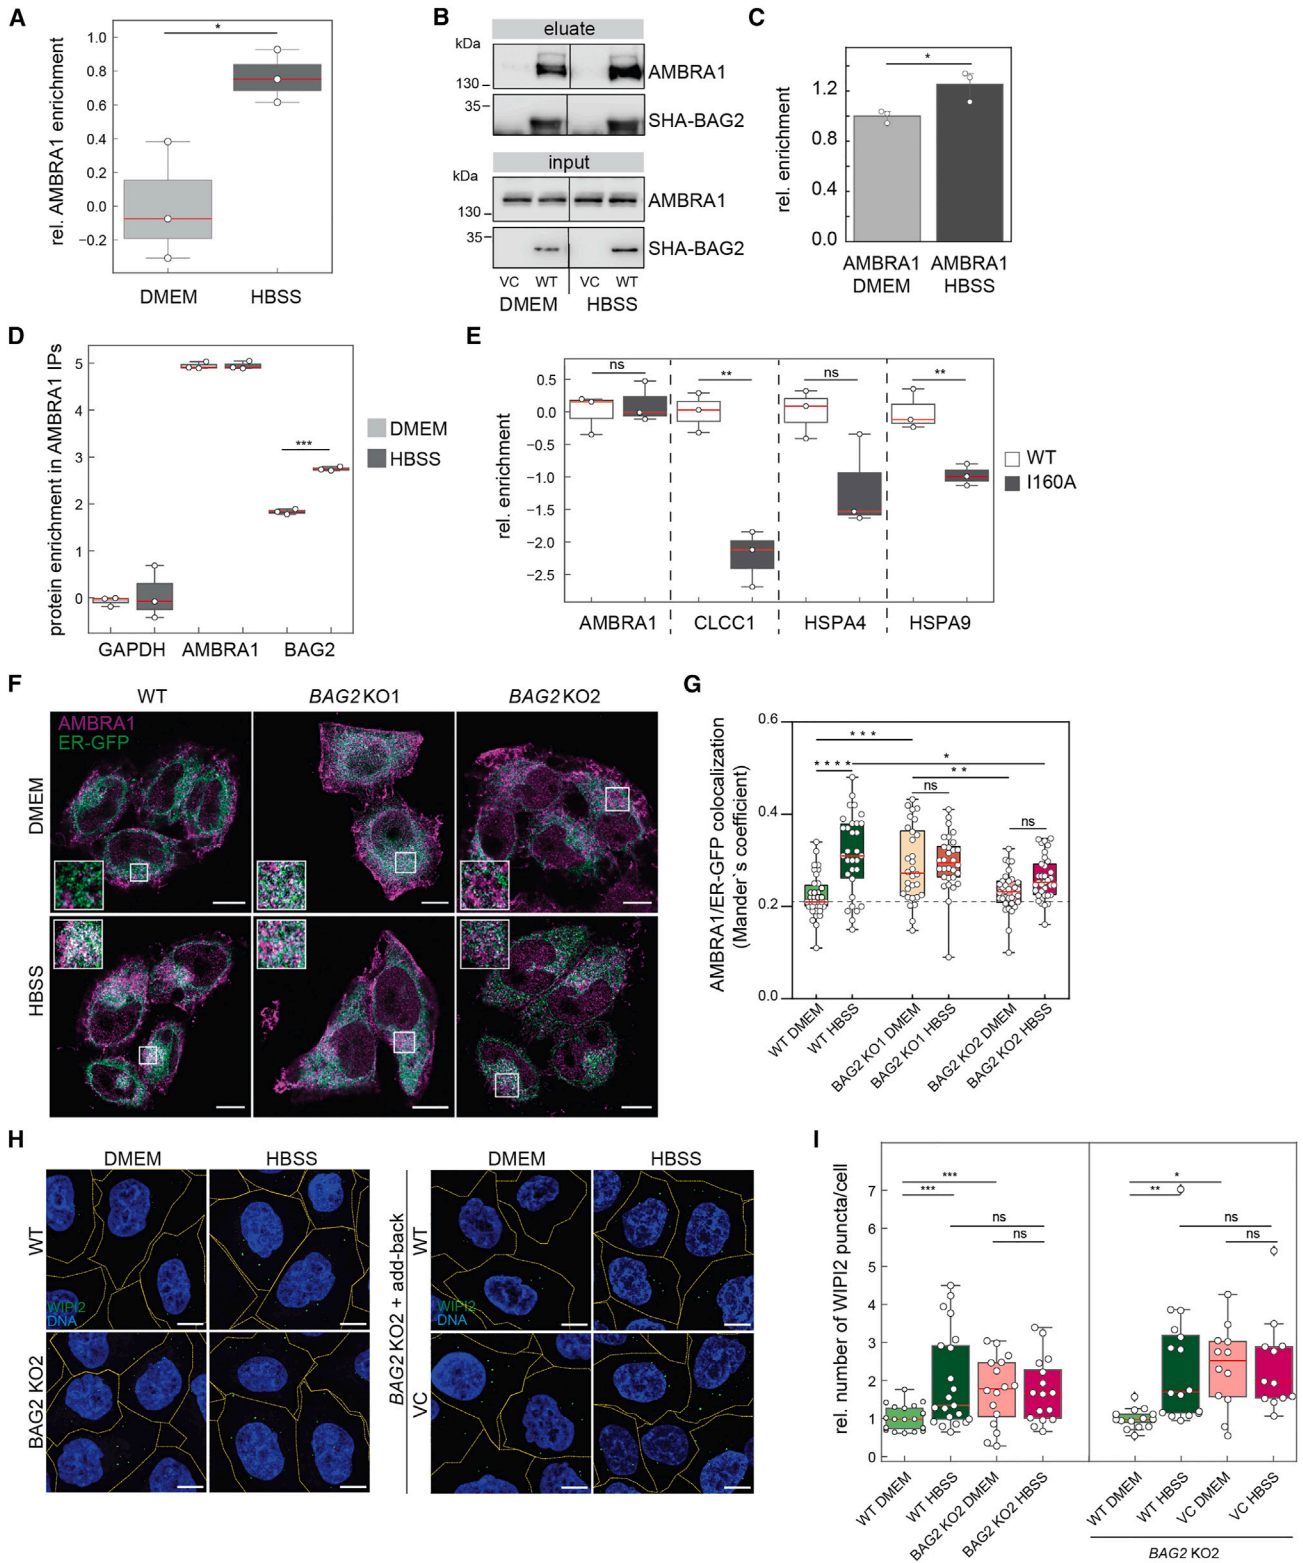 A
rel. AMBRA1 enrichment
1.0
0.8
0.6
0.4
0.2
0.0
−0.2
*
DMEM
HBSS
B
eluate
kDa
130
AMBRA1
35
SHA-BAG2
input
kDa
130
AMBRA1
35
SHA-BAG2
VC WT VC WT
DMEM HBSS
C
rel. enrichment
1.2
0.8
0.4
0.0
*
AMBRA1 AMBRA1
DMEM HBSS
D
protein enrichment in AMBRA1 IPs
5
4
3
2
1
0
***
GAPDH AMBRA1 BAG2
DMEM
HBSS
E
rel. enrichment
0.5
0.0
−0.5
−1.0
−1.5
−2.0
−2.5
ns ** ns **
AMBRA1 CLCC1 HSPA4 HSPA9
WT
I160A
F
WT BAG2 KO1 BAG2 KO2
AMBRA1
ER-GFP
DMEM
HBSS
G
AMBRA1/ER-GFP colocalization
(Mander`s coefficient)
0.6
0.4
0.2
0.0
***
*
****
**
ns
ns
WT DMEM
WT HBSS
BAG2 KO1 DMEM
BAG2 KO1 HBSS
BAG2 KO2 DMEM
BAG2 KO2 HBSS
H
DMEM HBSS
WT
WIPI2
DNA
BAG2 KO2
BAG2 KO2 + add-back
DMEM HBSS
WT
WIPI2
DNA
VC
I
rel. number of WIPI2 puncta/cell
7
6
5
4
3
2
1
0
***
***
ns
ns
*
**
ns
ns
WT DMEM
WT HBSS
BAG2 KO2 DMEM
BAG2 KO2 HBSS
WT DMEM
WT HBSS
VC DMEM
VC HBSS
BAG2 KO2